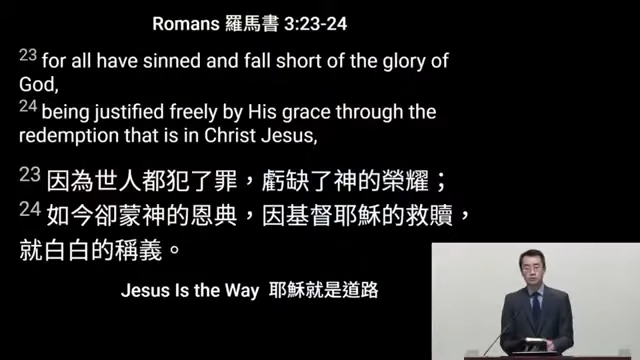 Romans 羅馬書 3:23-24
23 for all have sinned and fall short of the glory of
God,
24 being justified freely by His grace through the
redemption that is in Christ Jesus,
23 因為世人都犯了罪，虧缺了神的榮耀；
24 如今卻蒙神的恩典，因基督耶穌的救贖，
就白白的稱義。
Jesus Is the Way 耶穌就是道路